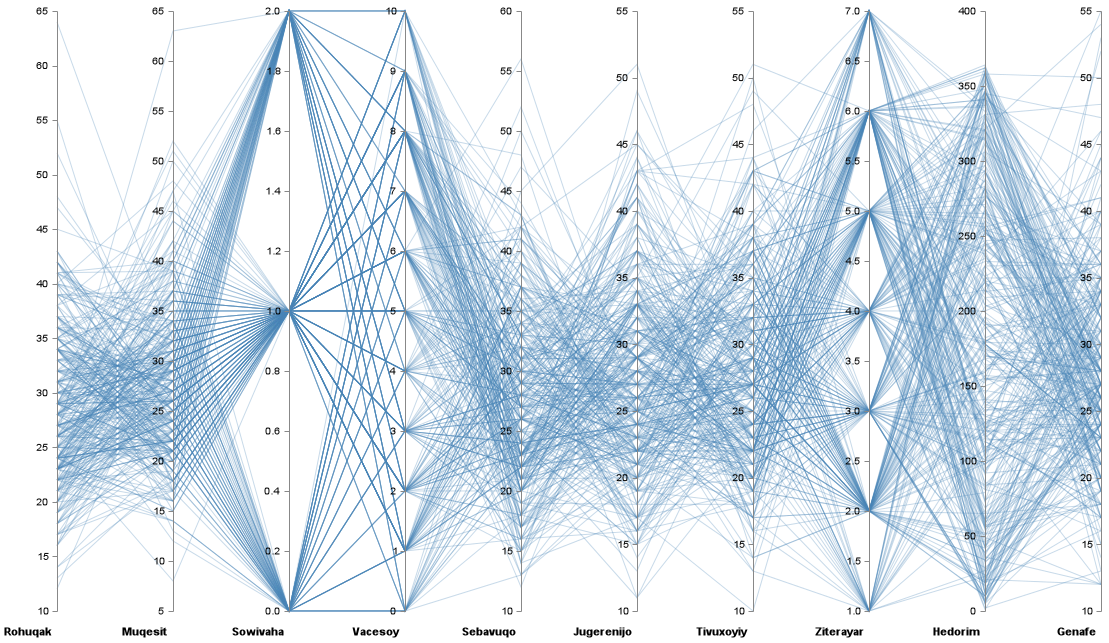 65 65 2.0 10 60 55 55 7.0 400 55
60 60 1.8 9 55 50 50 6.5 350 50
55 55 1.6 8 50 45 45 6.0 300 45
50 50 1.4 7 45 40 40 5.5 250 40
45 45 1.2 6 40 35 35 5.0 200 35
40 40 1.0 5 35 30 30 4.5 150 30
35 35 0.8 4 30 25 25 4.0 100 25
30 30 0.6 3 25 20 20 3.5 50 20
25 25 0.4 2 20 15 15 3.0 0 15
20 20 0.2 1 15 10 10 2.5 10
15 15 0.0 0 10 2.0
10 10 1.5
5 1.0
Rohuqak Muqesit Sowivaha Vacesoy Sebavuqo Jugerenijo Tivuxoyiy Ziterayar Hedorim Genafe